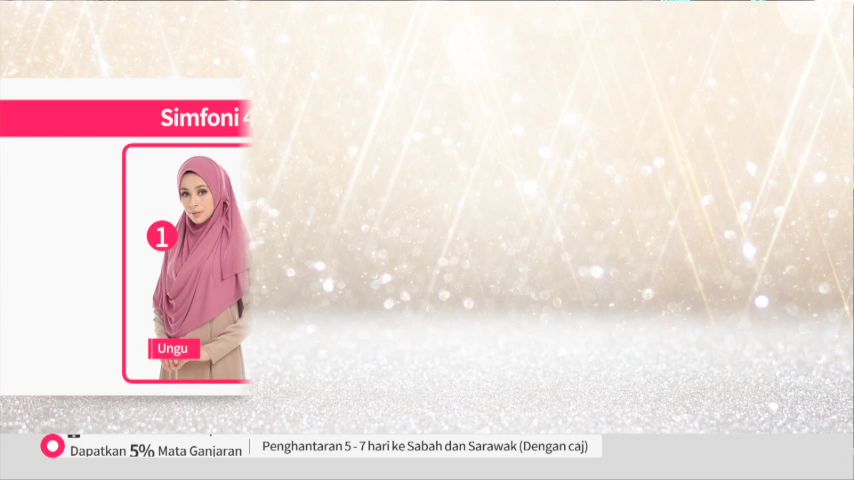 Simfoni
1
Ungu
Dapatkan 5% Mata Ganjaran
Penghantaran 5 - 7 hari ke Sabah dan Sarawak (Dengan caj)